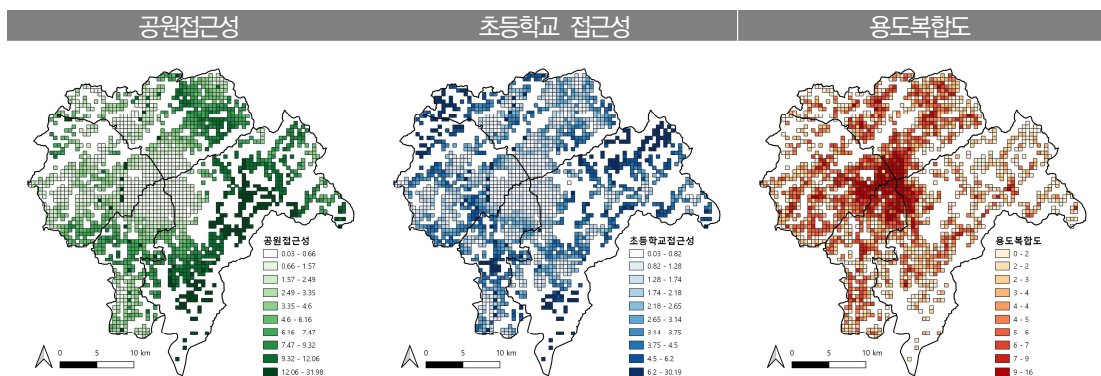 공원접근성
초등학교 접근성
용도복합도
공원접근성
0.03 - 0.66
0.66 - 1.57
1.57 - 2.49
2.49 - 3.35
3.35 - 4.6
4.6 - 6.16
6.16 - 7.47
7.47 - 9.32
9.32 - 12.06
12.06 - 31.98
0 5 10 km
초등학교접근성
0.03 - 0.82
0.82 - 1.28
1.28 - 1.74
1.74 - 2.18
2.18 - 2.65
2.65 - 3.14
3.14 - 3.75
3.75 - 4.5
4.5 - 6.2
6.2 - 30.19
0 5 10 km
용도복합도
0 - 2
2 - 2
2 - 3
3 - 4
4 - 4
4 - 5
5 - 6
6 - 7
7 - 9
9 - 16
0 5 10 km